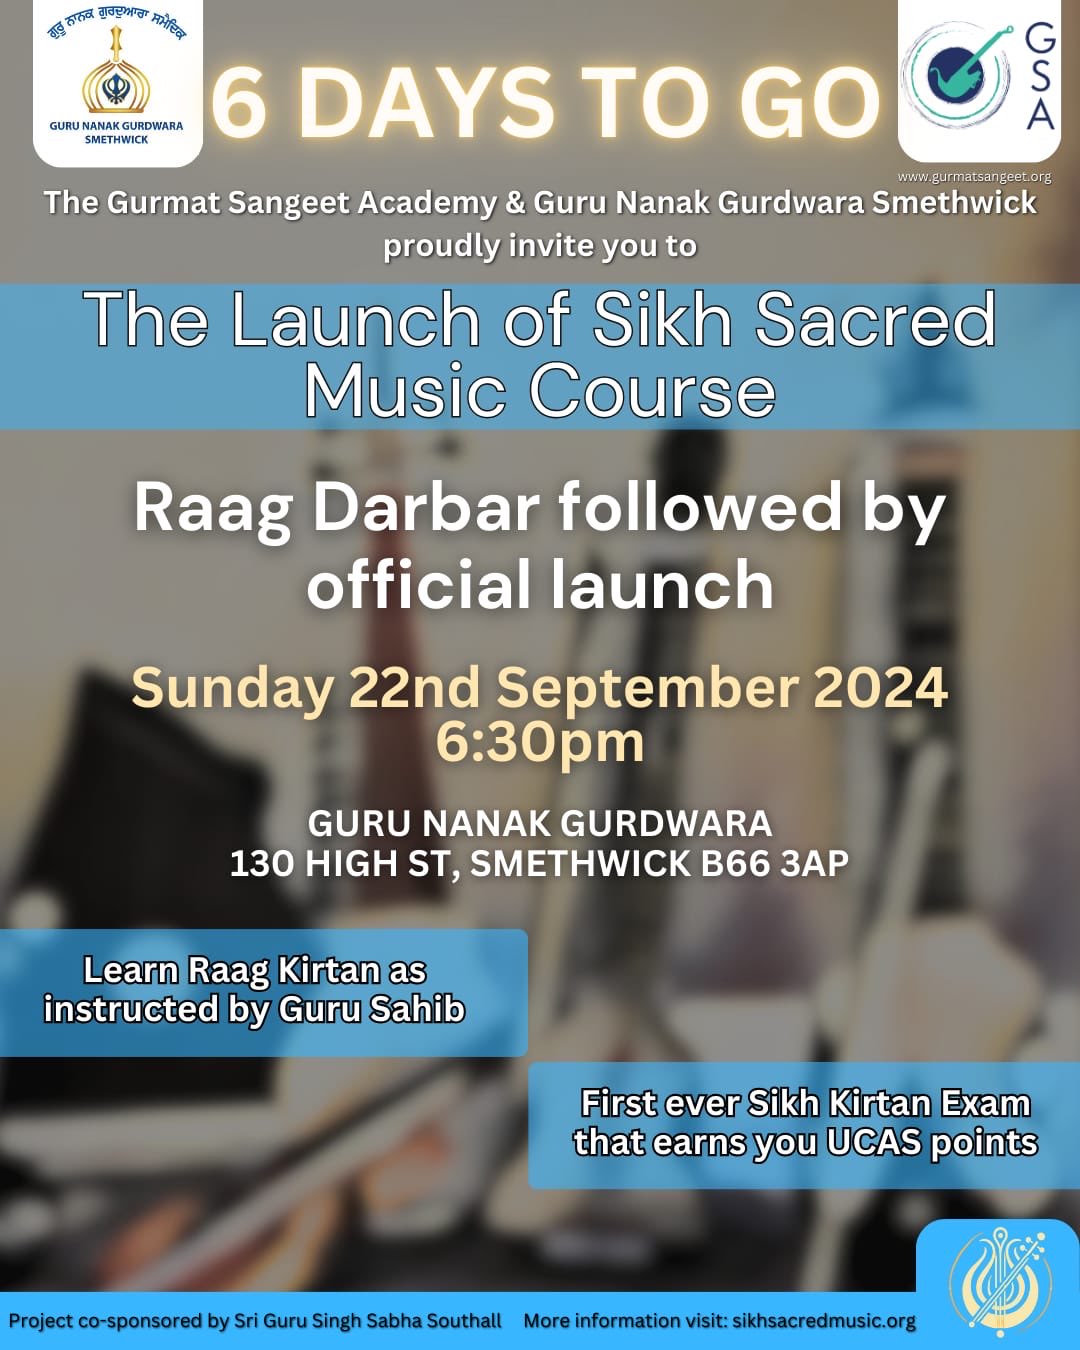 ਗੁਰੂ ਨਾਨਕ ਗੁਰਦੁਆਰਾ ਸਮੈਦਿਕ
GURU NANAK GURDWARA
SMETHWICK
6 DAYS TO GO
GSA
www.gurmatsangeet.org
The Gurmat Sangeet Academy & Guru Nanak Gurdwara Smethwick
proudly invite you to
The Launch of Sikh Sacred
Music Course
Raag Darbar followed by
official launch
Sunday 22nd September 2024
6:30pm
GURU NANAK GURDWARA
130 HIGH ST, SMETHWICK B66 3AP
Learn Raag Kirtan as
instructed by Guru Sahib
First ever Sikh Kirtan Exam
that earns you UCAS points
Project co-sponsored by Sri Guru Singh Sabha Southall
More information visit: sikhsacredmusic.org